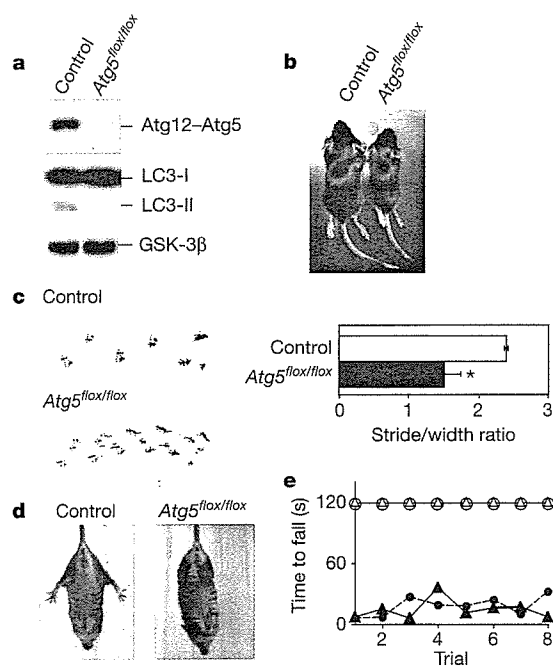 a
Control
Atg5flox/flox
Atg12–Atg5
LC3-I
LC3-II
GSK-3β
b
Control
Atg5flox/flox
c
Control
Atg5flox/flox
Control
Atg5flox/flox
*
0 1 2 3
Stride/width ratio
d
Control
Atg5flox/flox
e
Time to fall (s)
120
60
0
2 4 6 8
Trial